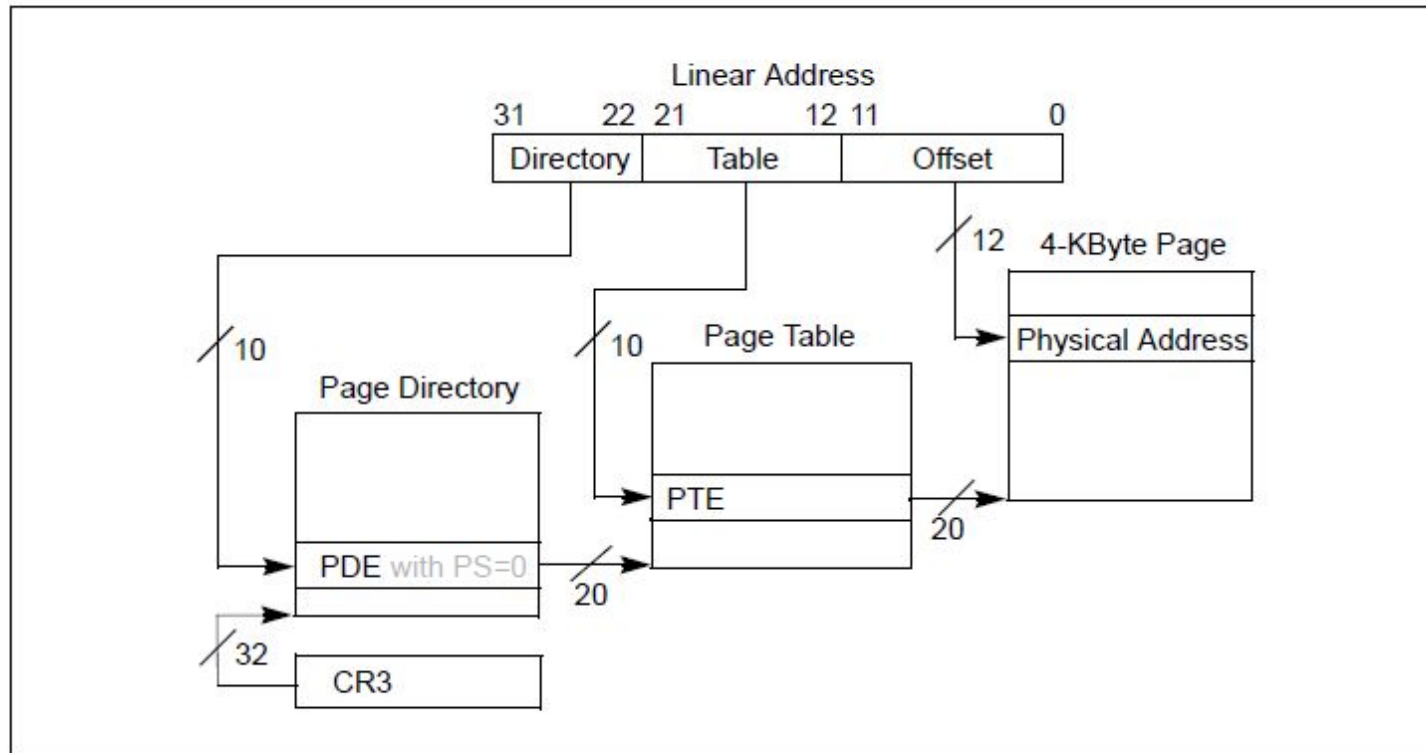 Linear Address
31 22 21 12 11 0
Directory Table Offset
12
4-KByte Page
Physical Address
10
10
Page Table
Page Directory
PTE
20
PDE with PS=0
20
32
CR3